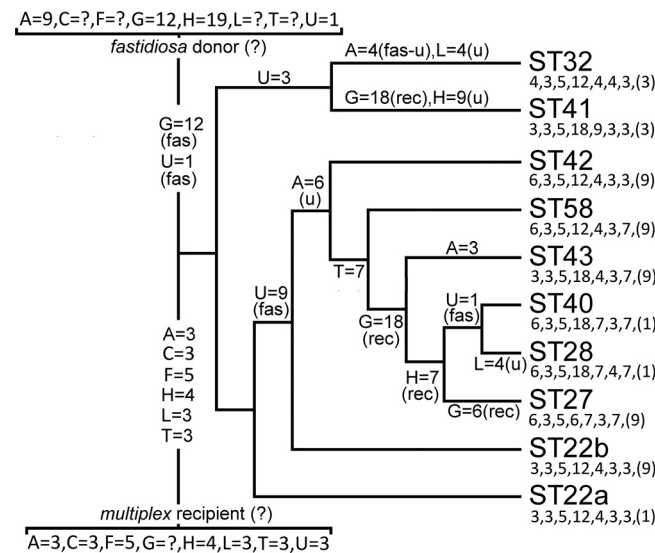 A=9,C=?,F=?,G=12,H=19,L=?,T=?,U=1
fastidiosa donor (?)
G=12
(fas)
U=1
(fas)
A=3
C=3
F=5
H=4
L=3
T=3
multiplex recipient (?)
A=3,C=3,F=5,G=?,H=4,L=3,T=3,U=3
U=3
A=4(fas-u),L=4(u)
ST32
4,3,5,12,4,4,3,(3)
G=18(rec),H=9(u)
ST41
3,3,5,18,9,3,3,(3)
ST42
6,3,5,12,4,3,3,(9)
A=6
(u)
ST58
6,3,5,12,4,3,7,(9)
T=7
A=3
ST43
3,3,5,18,4,3,7,(9)
U=9
(fas)
G=18
(rec)
U=1
(fas)
ST40
6,3,5,18,7,3,7,(1)
ST28
6,3,5,18,7,4,7,(1)
L=4(u)
H=7
(rec)
G=6(rec)
ST27
6,3,5,6,7,3,7,(9)
ST22b
3,3,5,12,4,3,3,(9)
ST22a
3,3,5,12,4,3,3,(1)